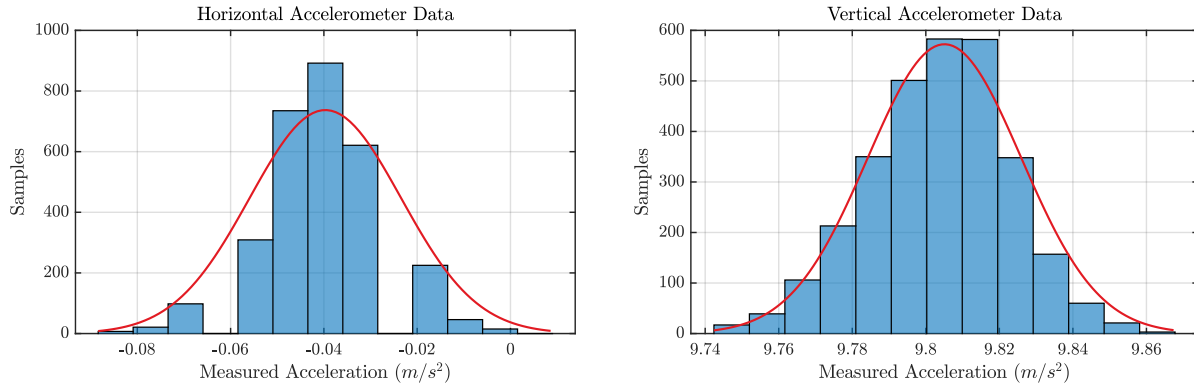 Horizontal Accelerometer Data
1000
800
600
400
200
0
Samples
-0.08 -0.06 -0.04 -0.02 0
Measured Acceleration (m/s²)
Vertical Accelerometer Data
600
500
400
300
200
100
0
Samples
9.74 9.76 9.78 9.8 9.82 9.84 9.86
Measured Acceleration (m/s²)